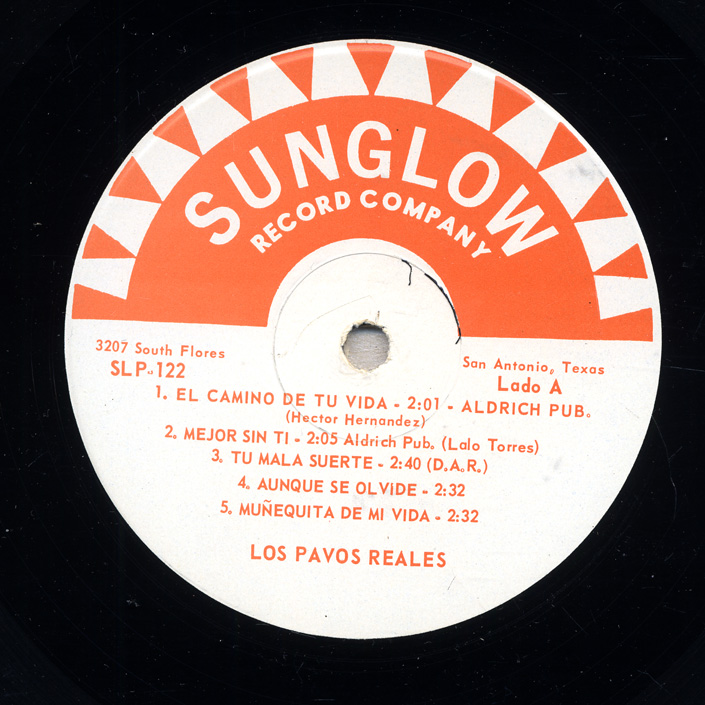 SUNGLOW
RECORD COMPANY
3207 South Flores
SLP-122
San Antonio, Texas
Lado A
1. EL CAMINO DE TU VIDA - 2:01 - ALDRICH PUB.
(Hector Hernandez)
2. MEJOR SIN TI - 2:05 Aldrich Pub. (Lalo Torres)
3. TU MALA SUERTE - 2:40 (D.A.R.)
4. AUNQUE SE OLVIDE - 2:32
5. MUÑEQUITA DE MI VIDA - 2:32
LOS PAVOS REALES